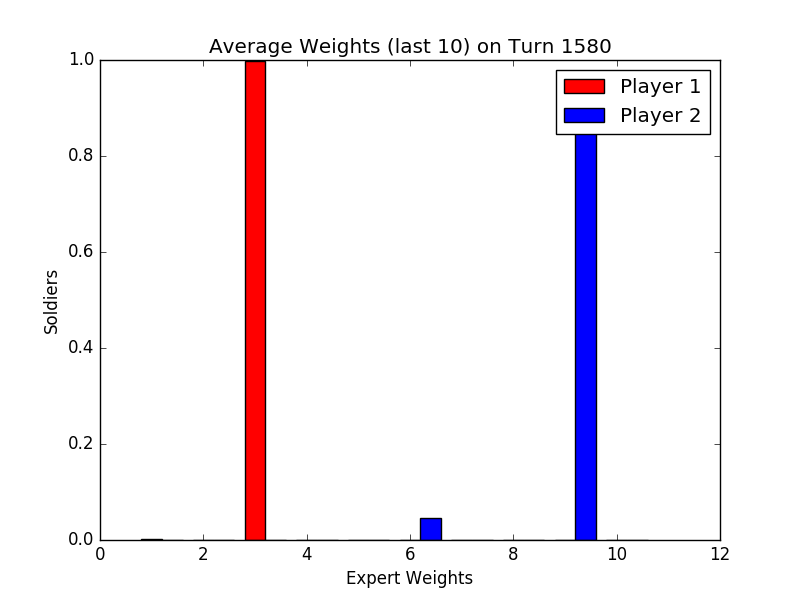 Average Weights (last 10) on Turn 1580
1.0
0.8
0.6
0.4
0.2
0.0
Soldiers
Player 1
Player 2
0 2 4 6 8 10 12
Expert Weights